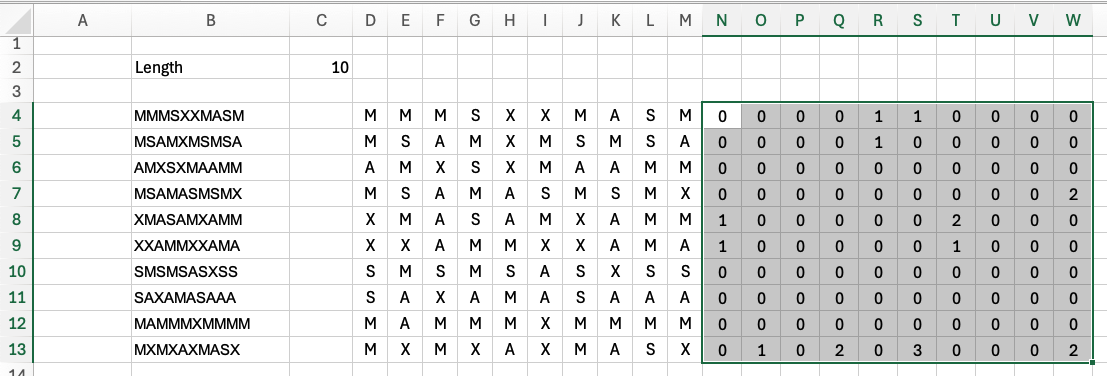 A B C D E F G H I J K L M N O P Q R S T U V W
1
2 Length 10
3
4 MMMSXXMASM M M M S X X M A S M 0 0 0 0 1 1 0 0 0 0
5 MSAMXMSMSA M S A M X M S M S A 0 0 0 0 1 0 0 0 0 0
6 AMXSXMAAMM A M X S X M A A M M 0 0 0 0 0 0 0 0 0 0
7 MSAMASMSMX M S A M A S M S M X 0 0 0 0 0 0 0 0 0 2
8 XMASAMXAMM X M A S A M X A M M 1 0 0 0 0 0 2 0 0 0
9 XXAMMXXAMA X X A M M X X A M A 1 0 0 0 0 0 1 0 0 0
10 SMSMSASXSS S M S M S A S X S S 0 0 0 0 0 0 0 0 0 0
11 SAXAMASAAA S A X A M A S A A A 0 0 0 0 0 0 0 0 0 0
12 MAMMMXMMMM M A M M M X M M M M 0 0 0 0 0 0 0 0 0 0
13 MXMXAXMASX M X M X A X M A S X 0 1 0 2 0 3 0 0 0 2
14